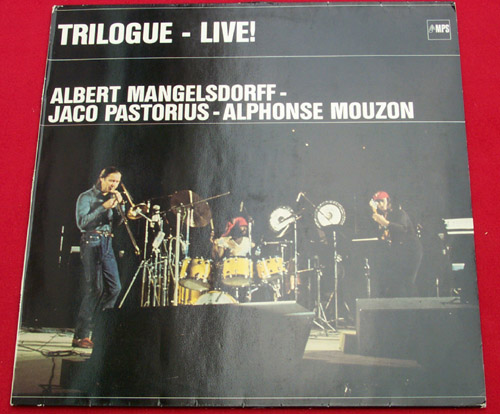 TRILOGUE - LIVE!
MPS
ALBERT MANGELSDORFF -
JACO PASTORIUS - ALPHONSE MOUZON